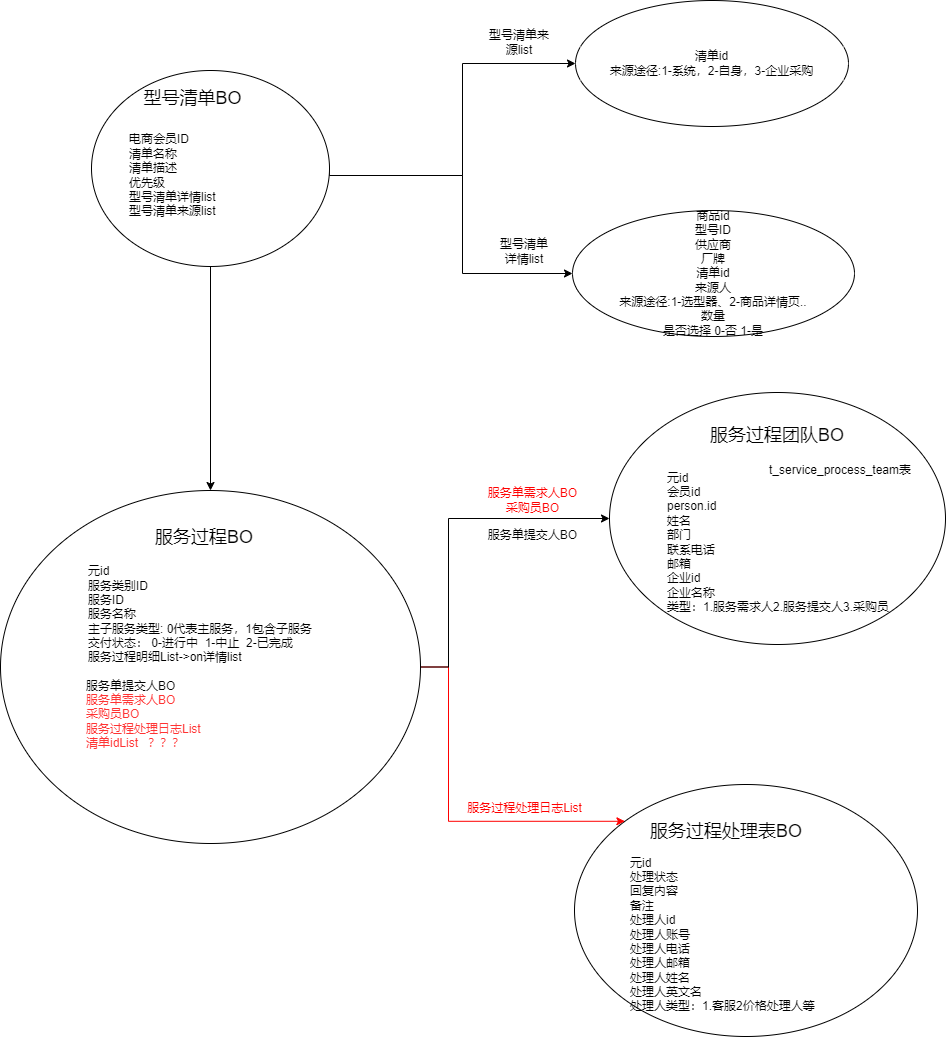 型号清单来
源list
清单id
来源途径:1-系统，2-自身，3-企业采购
型号清单BO
电商会员ID
清单名称
清单描述
优先级
型号清单详情list
型号清单来源list
型号清单
详情list
商品id
型号ID
供应商
厂牌
清单id
来源人
来源途径:1-选型器、2-商品详情页..
数量
是否选择 0-否 1-是
服务过程团队BO
t_service_process_team表
元id
会员id
person.id
姓名
部门
联系电话
邮箱
企业id
企业名称
类型：1.服务需求人2.服务提交人3.采购员
服务单需求人BO
采购员BO
服务单提交人BO
服务过程BO
元id
服务类别ID
服务ID
服务名称
主子服务类型: 0代表主服务，1包含子服务
交付状态： 0-进行中 1-中止 2-已完成
服务过程明细List->on详情list
服务单提交人BO
服务单需求人BO
采购员BO
服务过程处理日志List
清单idList ？？？
服务过程处理日志List
服务过程处理表BO
元id
处理状态
回复内容
备注
处理人id
处理人账号
处理人电话
处理人邮箱
处理人姓名
处理人英文名
处理人类型：1.客服2价格处理人等